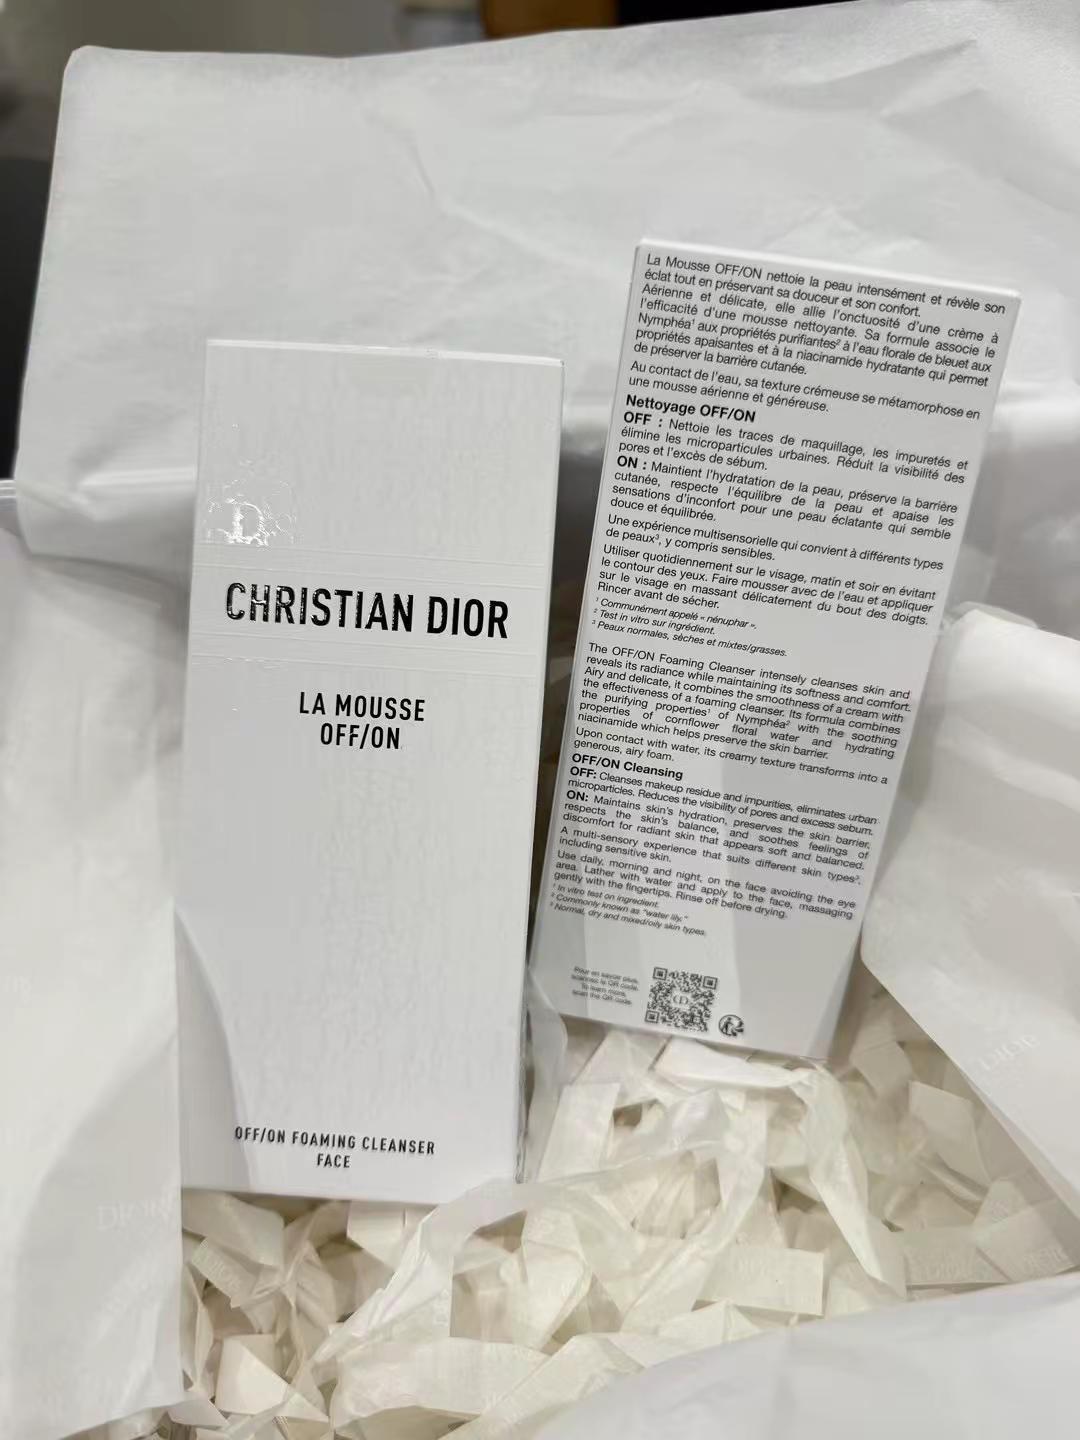 CHRISTIAN DIOR
LA MOUSSE
OFF/ON
OFF/ON FOAMING CLEANSER
FACE
La Mousse OFF/ON nettoie la peau intensément et révèle son
éclat tout en préservant sa douceur et son confort.
Aérienne et délicate, elle allie l'onctuosité d'une crème à
l'efficacité d'une mousse nettoyante. Sa formule associe le
Nymphéa¹ aux propriétés purifiantes² à l'eau florale de bleuet aux
propriétés apaisantes et à la niacinamide hydratante qui permet
de préserver la barrière cutanée.
Au contact de l'eau, sa texture crémeuse se métamorphose en
une mousse aérienne et généreuse.
Nettoyage OFF/ON
OFF : Nettoie les traces de maquillage, les impuretés et
élimine les microparticules urbaines. Réduit la visibilité des
pores et l'excès de sébum.
ON : Maintient l'hydratation de la peau, préserve la barrière
cutanée, respecte l'équilibre de la peau et apaise les
sensations d'inconfort pour une peau éclatante qui semble
douce et équilibrée.
Une expérience multisensorielle qui convient à différents types
de peaux³, y compris sensibles.
Utiliser quotidiennement sur le visage, matin et soir en évitant
le contour des yeux. Faire mousser avec de l'eau et appliquer
sur le visage en massant délicatement du bout des doigts.
Rincer avant de sécher.
¹ Communément appelé « nénuphar ».
² Test in vitro sur ingrédient.
³ Peaux normales, sèches et mixtes/grasses.
The OFF/ON Foaming Cleanser intensely cleanses skin and
reveals its radiance while maintaining its softness and comfort.
Airy and delicate, it combines the smoothness of a cream with
the effectiveness of a foaming cleanser. Its formula combines
the purifying properties¹ of Nymphéa² with the soothing
properties of cornflower floral water and hydrating
niacinamide which helps preserve the skin barrier.
Upon contact with water, its creamy texture transforms into a
generous, airy foam.
OFF/ON Cleansing
OFF: Cleanses makeup residue and impurities, eliminates urban
microparticles. Reduces the visibility of pores and excess sebum.
ON: Maintains skin's hydration, preserves the skin barrier,
respects the skin's balance, and soothes feelings of
discomfort for radiant skin that appears soft and balanced.
A multi-sensory experience that suits different skin types³,
including sensitive skin.
Use daily, morning and night, on the face avoiding the eye
area. Lather with water and apply to the face, massaging
gently with the fingertips. Rinse off before drying.
¹ In vitro test on ingredient.
² Commonly known as "water lily."
³ Normal, dry and mixed/oily skin types.
Pour en savoir plus,
scannez le QR code.
To learn more,
scan the QR code.
CD
DIOR